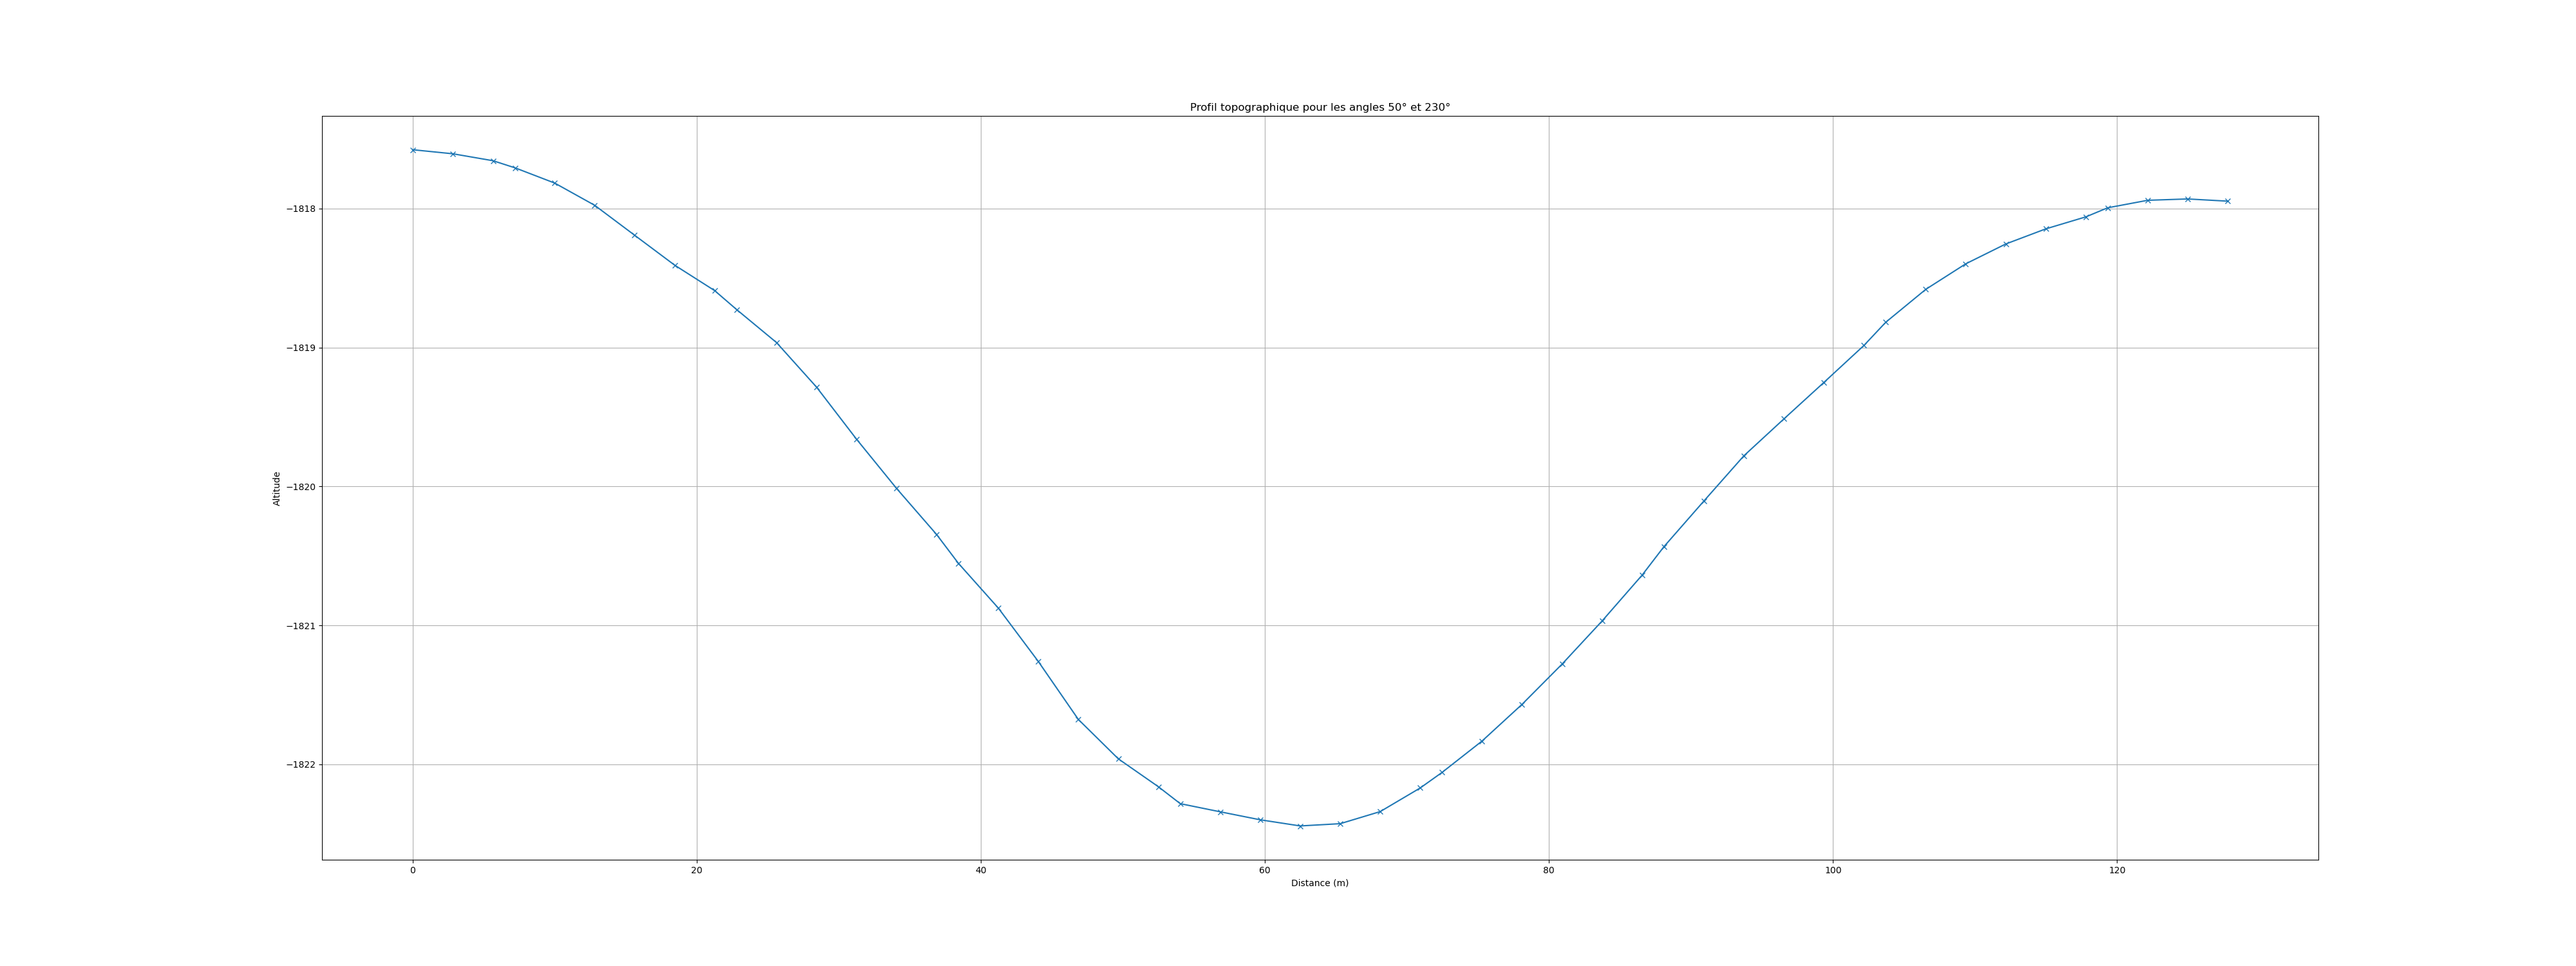 Profil topographique pour les angles 50° et 230°
Altitude
−1818
−1819
−1820
−1821
−1822
0 20 40 60 80 100 120
Distance (m)